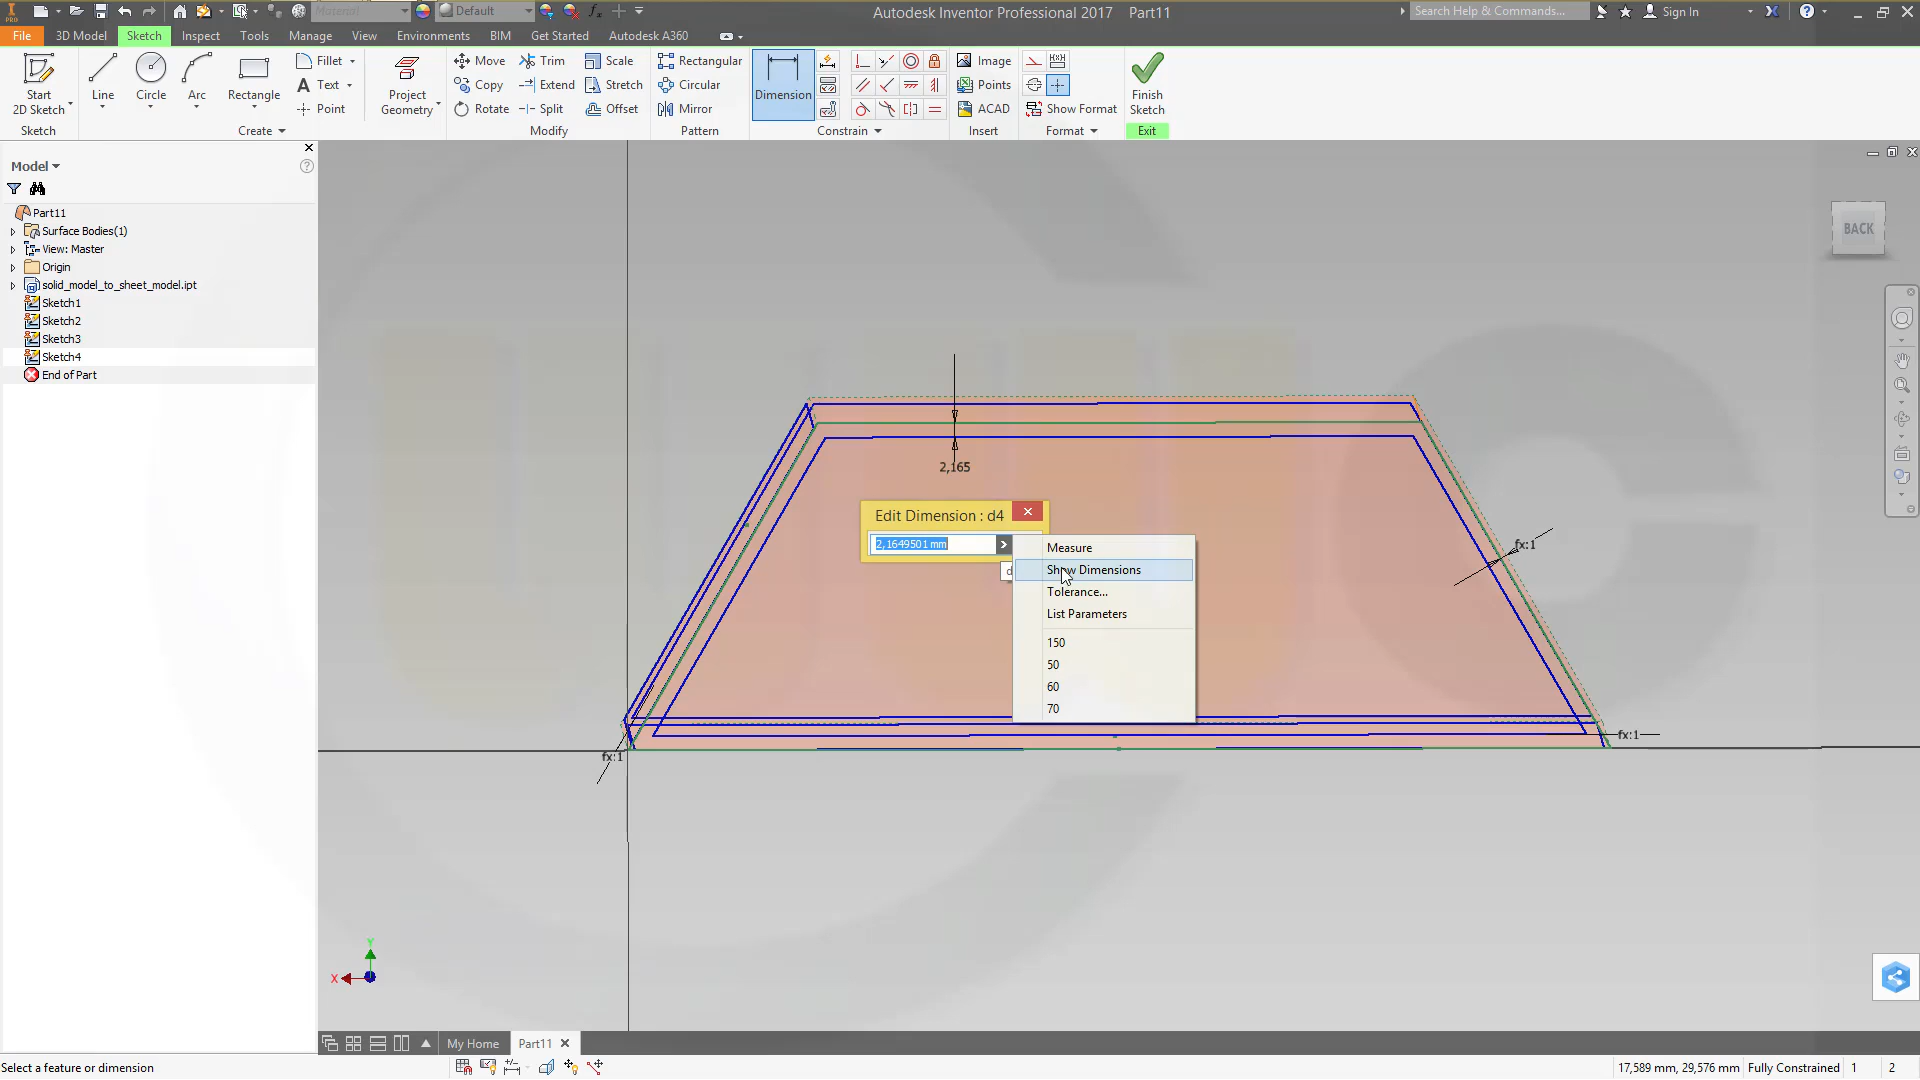 Material
Default
Autodesk Inventor Professional 2017 Part11
Search Help & Commands...
Sign In
PRO
File
3D Model
Sketch
Inspect
Tools
Manage
View
Environments
BIM
Get Started
Autodesk A360
Start
2D Sketch
Line
Circle
Arc
Rectangle
Fillet
Text
Point
Project
Geometry
Move
Copy
Rotate
Trim
Extend
Split
Scale
Stretch
Offset
Rectangular
Circular
Mirror
Dimension
Image
Points
ACAD
Show Format
Finish
Sketch
Sketch
Create
Modify
Pattern
Constrain
Insert
Format
Exit
Model
Part11
Surface Bodies(1)
View: Master
Origin
solid_model_to_sheet_model.ipt
Sketch1
Sketch2
Sketch3
Sketch4
End of Part
BACK
2,165
Edit Dimension : d4
2,1649501 mm
Measure
Show Dimensions
Tolerance...
List Parameters
150
50
60
70
fx:1
fx:1
fx:1
Y
X
My Home
Part11
Select a feature or dimension
17,589 mm, 29,576 mm
Fully Constrained
1
2